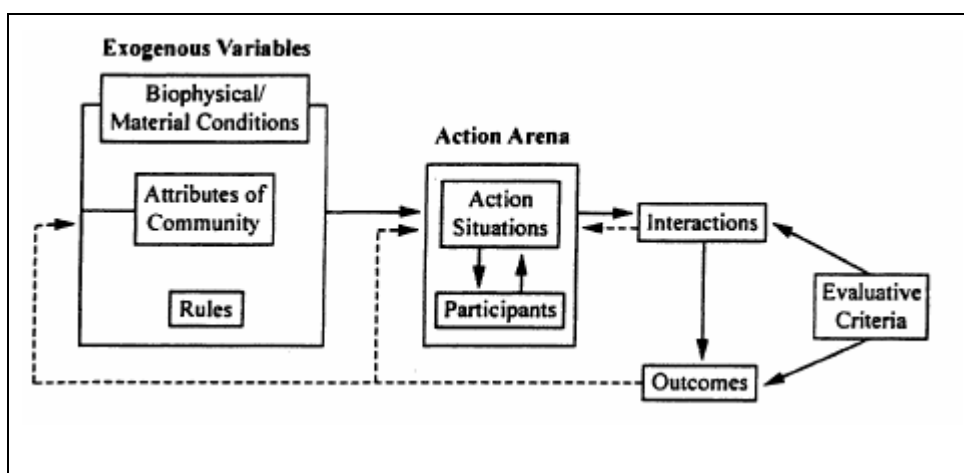 Exogenous Variables
Biophysical/
Material Conditions
Attributes of
Community
Rules
Action Arena
Action
Situations
Participants
Interactions
Outcomes
Evaluative
Criteria